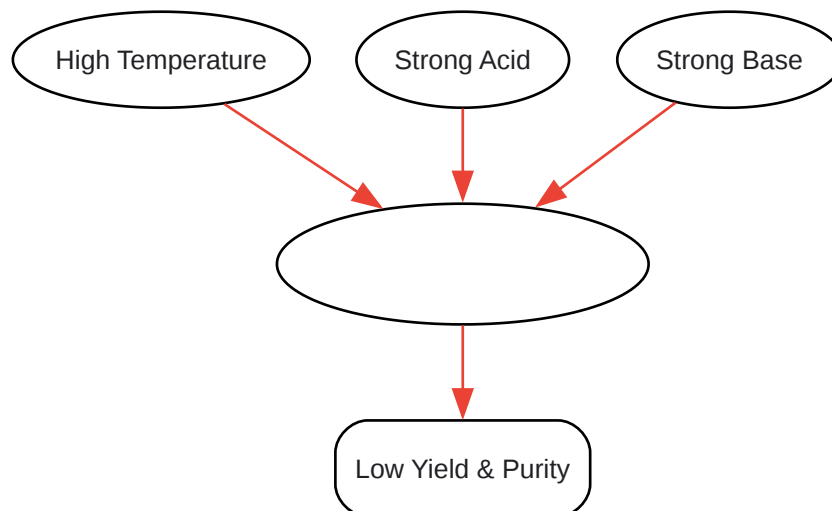 High Temperature
Strong Acid
Strong Base
Low Yield & Purity